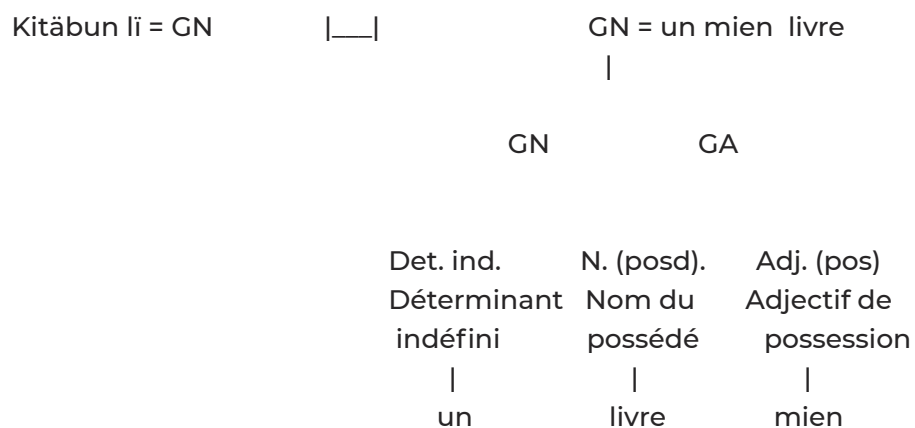 Kitäbun lï = GN |___| GN = un mien livre
|
GN GA
Det. ind. N. (posd). Adj. (pos)
Déterminant Nom du Adjectif de
indéfini possédé possession
| | |
un livre mien